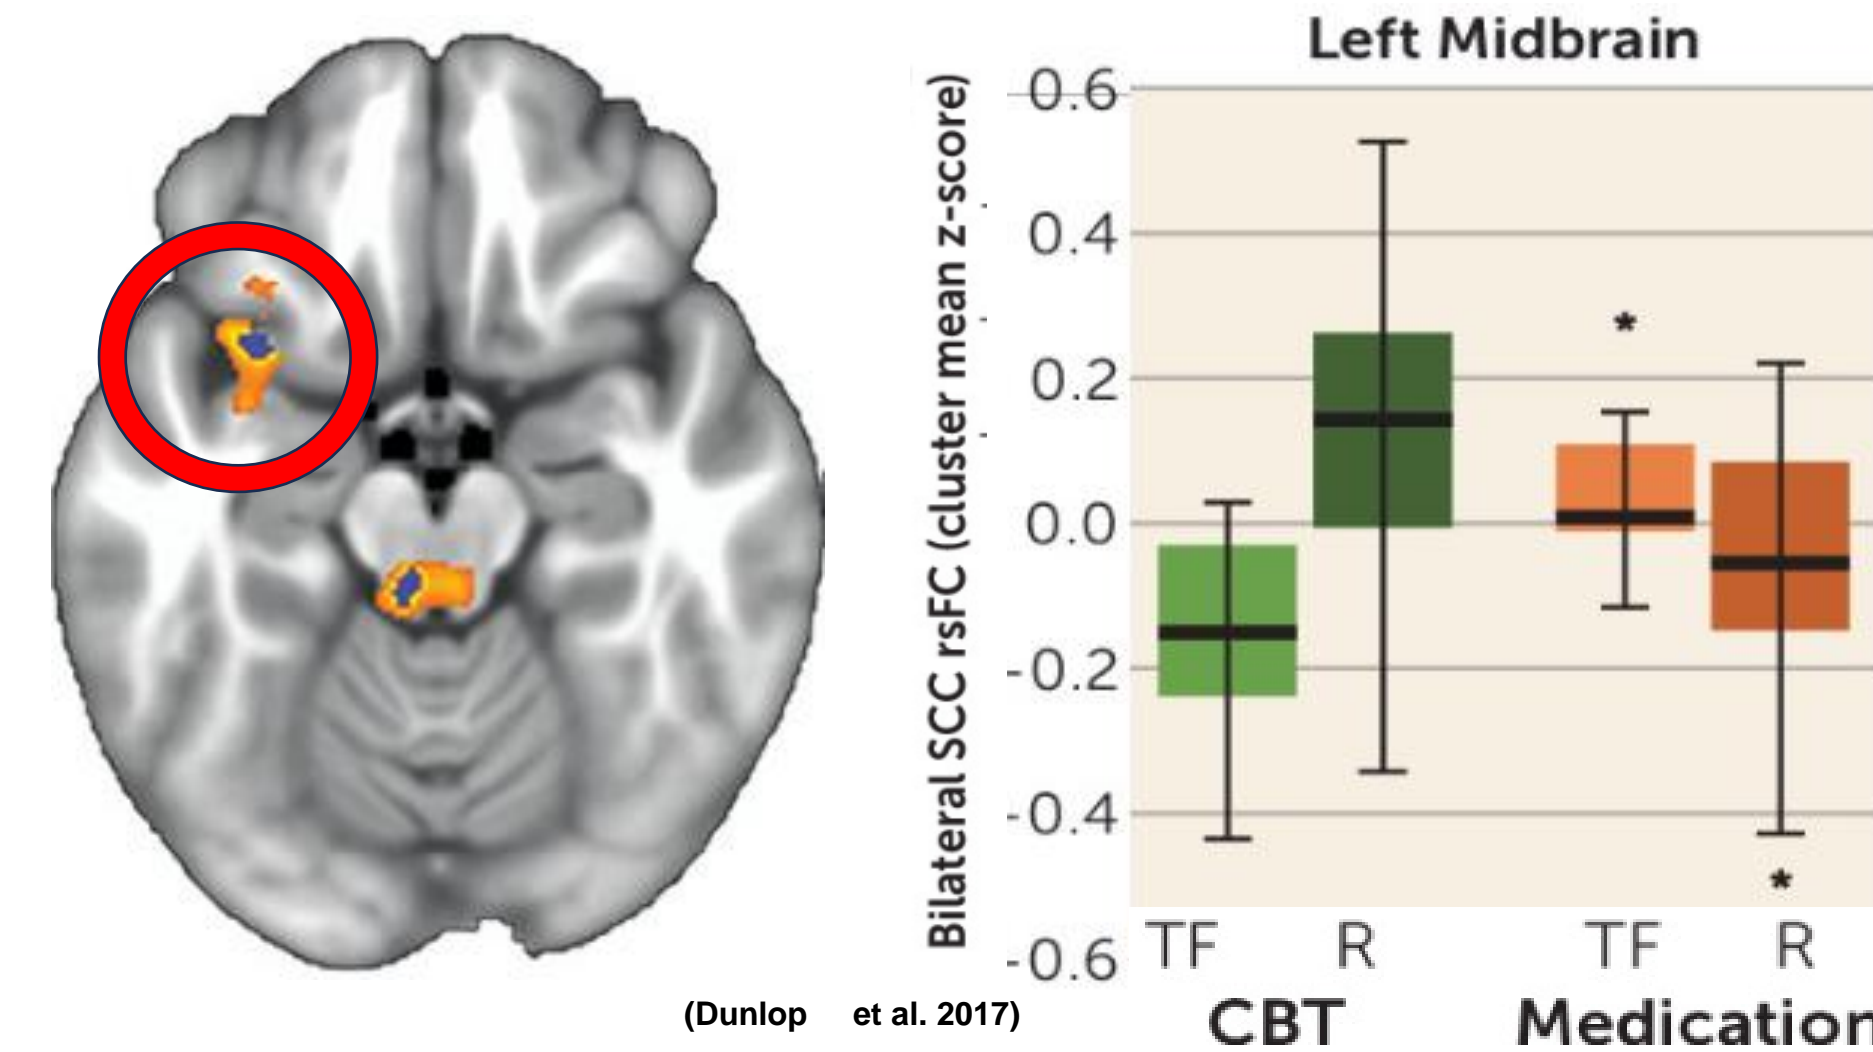 Left Midbrain
Bilateral SCC rsFC (cluster mean z-score)
0.6
0.4
0.2
0.0
-0.2
-0.4
-0.6
*
*
TF R TF R
CBT Medication
(Dunlop et al. 2017)